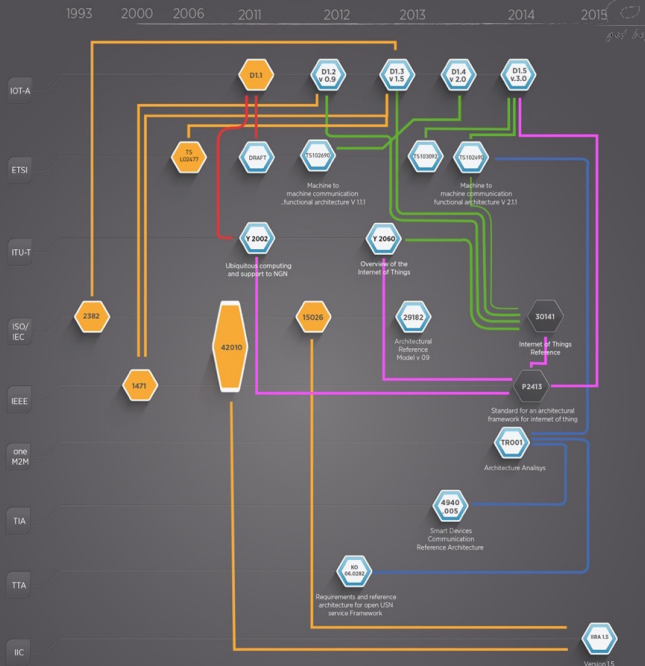 1993 2000 2006 2011 2012 2013 2014 2015
IOT-A
D1.1
D1.2
v 0.9
D1.3
v 1.5
D1.4
v 2.0
D1.5
v.3.0
ETSI
TS
L02477
DRAFT
TS102690
TS103092
TS102690
Machine to
machine communication
.functional architecture V 1.1.1
Machine to
machine communication
functional architecture V 2.1.1
ITU-T
Y 2002
Y 2060
Ubiquitous computing
and support to NGN
Overview of the
Internet of Things
ISO/
IEC
2382
42010
15026
29182
30141
Architectural
Reference
Model v 09
Internet of Things
Reference
IEEE
1471
P2413
Standard for an architectural
framework for internet of thing
one
M2M
TR001
Architecture Analisys
TIA
4940
.005
Smart Devices
Communication
Reference Architecture
TTA
KO
06.0282
Requirements and reference
architecture for open USN
service Framework
IIC
IIRA 1.5
Version 1.5